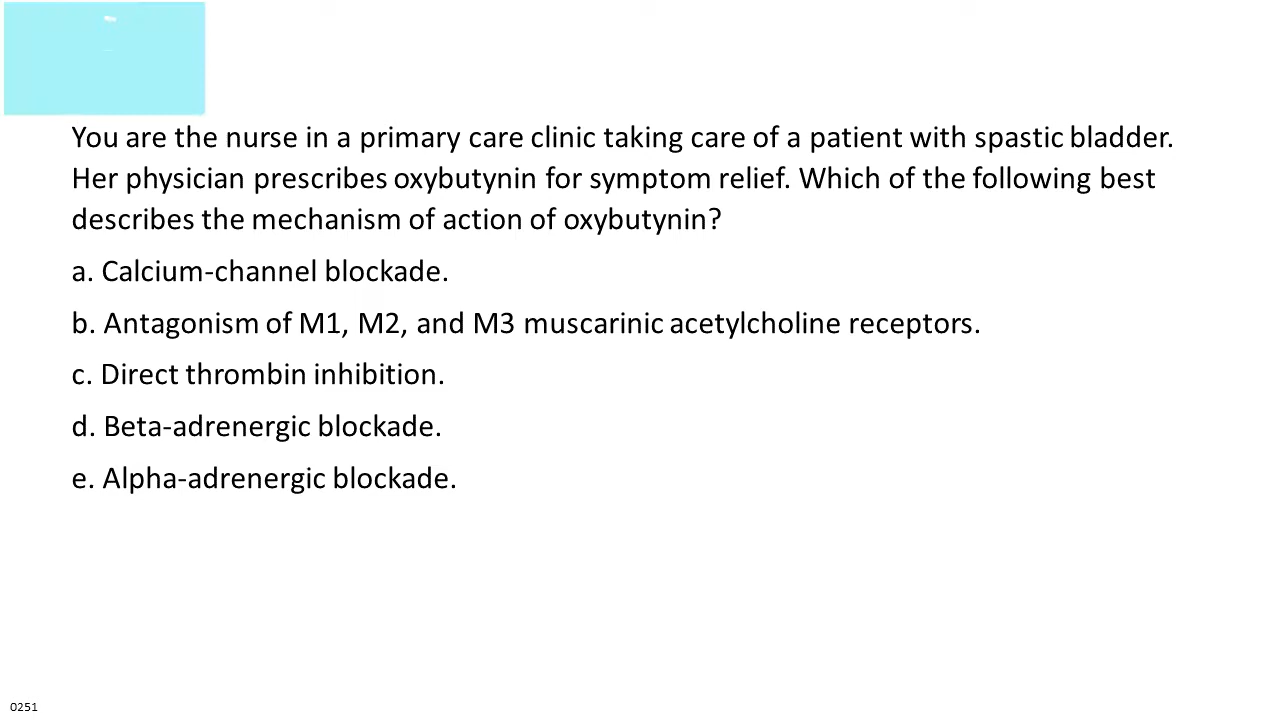 You are the nurse in a primary care clinic taking care of a patient with spastic bladder.
Her physician prescribes oxybutynin for symptom relief. Which of the following best
describes the mechanism of action of oxybutynin?
a. Calcium-channel blockade.
b. Antagonism of M1, M2, and M3 muscarinic acetylcholine receptors.
c. Direct thrombin inhibition.
d. Beta-adrenergic blockade.
e. Alpha-adrenergic blockade.
0251